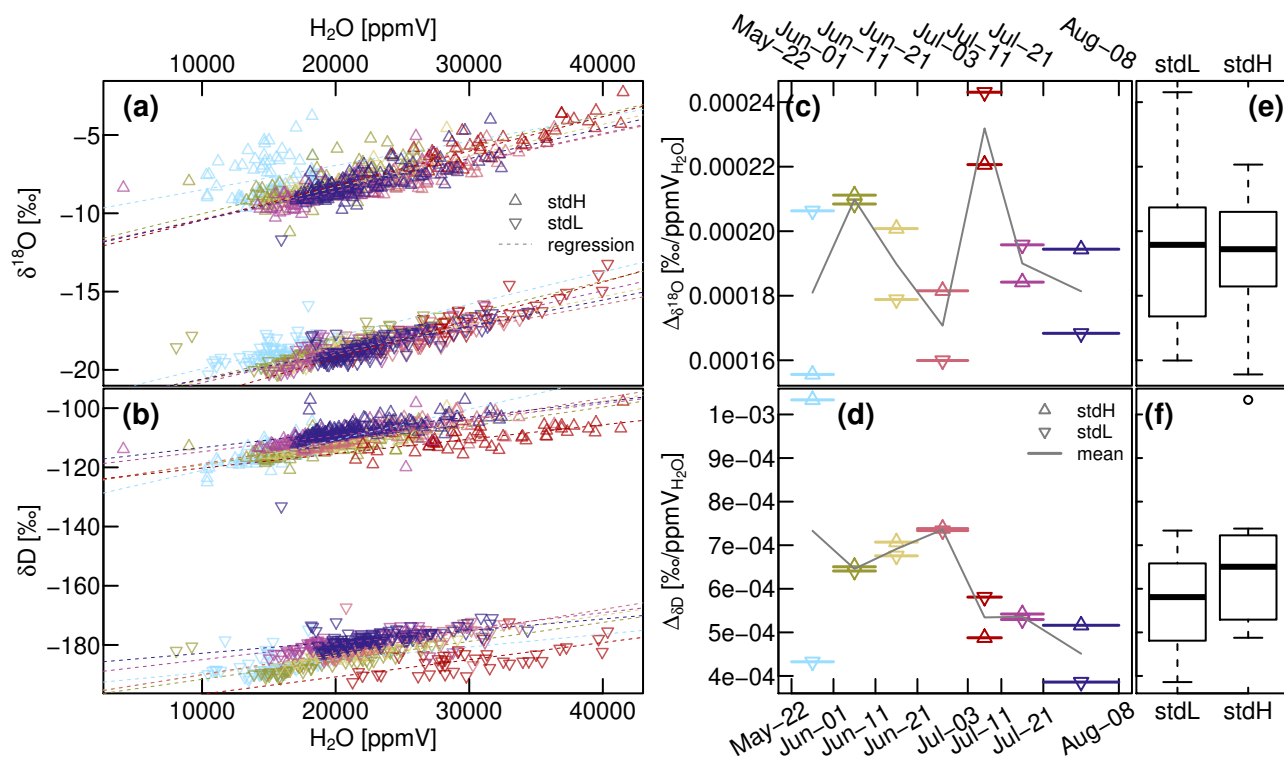 H₂O [ppmV]
10000 20000 30000 40000
(a)
−5
−10
−15
−20
δ¹⁸O [‰]
stdH
stdL
regression
(b)
−100
−120
−140
−160
−180
δD [‰]
10000 20000 30000 40000
H₂O [ppmV]
May−22 Jun−01 Jun−11 Jun−21 Jul−03 Jul−11 Jul−21 Aug−08
(c)
0.00024
0.00022
0.00020
0.00018
0.00016
Δδ¹⁸O [‰/ppmV_H₂O]
(d)
1e−03
9e−04
8e−04
7e−04
6e−04
5e−04
4e−04
ΔδD [‰/ppmV_H₂O]
stdH
stdL
mean
May−22 Jun−01 Jun−11 Jun−21 Jul−03 Jul−11 Jul−21 Aug−08
stdL stdH
(e)
(f)
stdL stdH